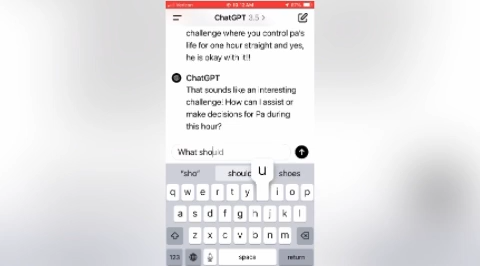 Verizon
ChatGPT 3.5 >
challenge where you control pa's
life for one hour straight and yes,
he is okay with it!!
ChatGPT
That sounds like an interesting
challenge! How can I assist or
make decisions for Pa during
this hour?
What should
"sho" should shoes
u
q w e r t y i o p
a s d f g h j k l
z x c v b n m
123 space return